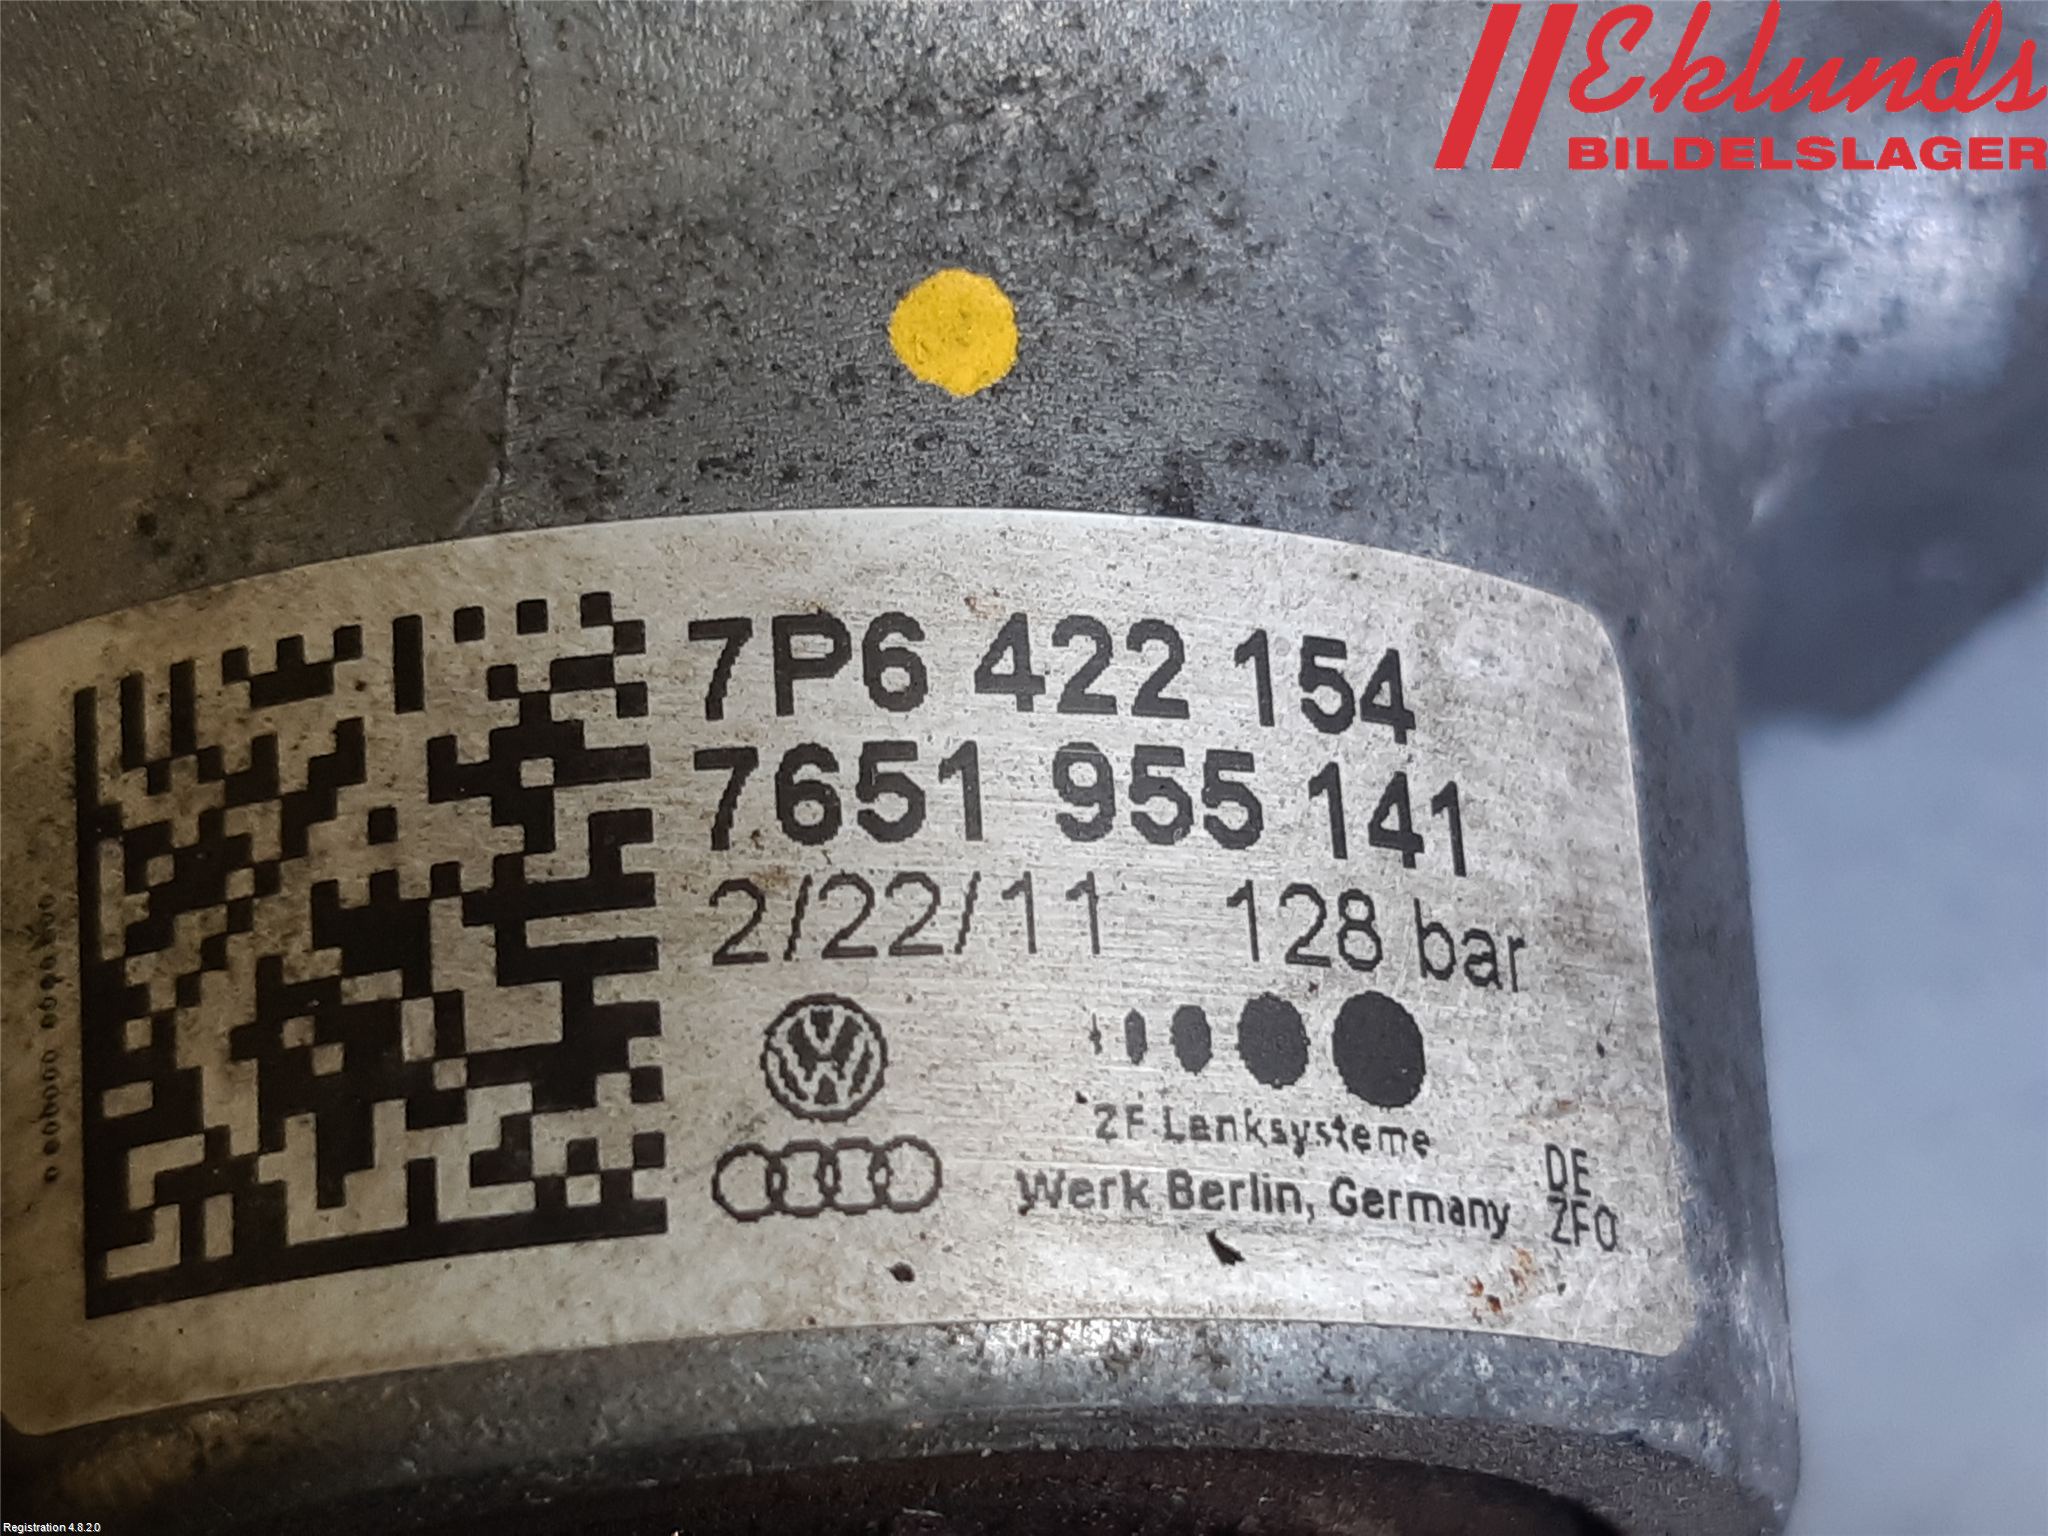 Eklunds
BILDELSLAGER
7P6 422 154
7651 955 141
2/22/11 128 bar
ZF Lenksysteme
Werk Berlin, Germany
DE
ZFO
Registration 4.8.2.0